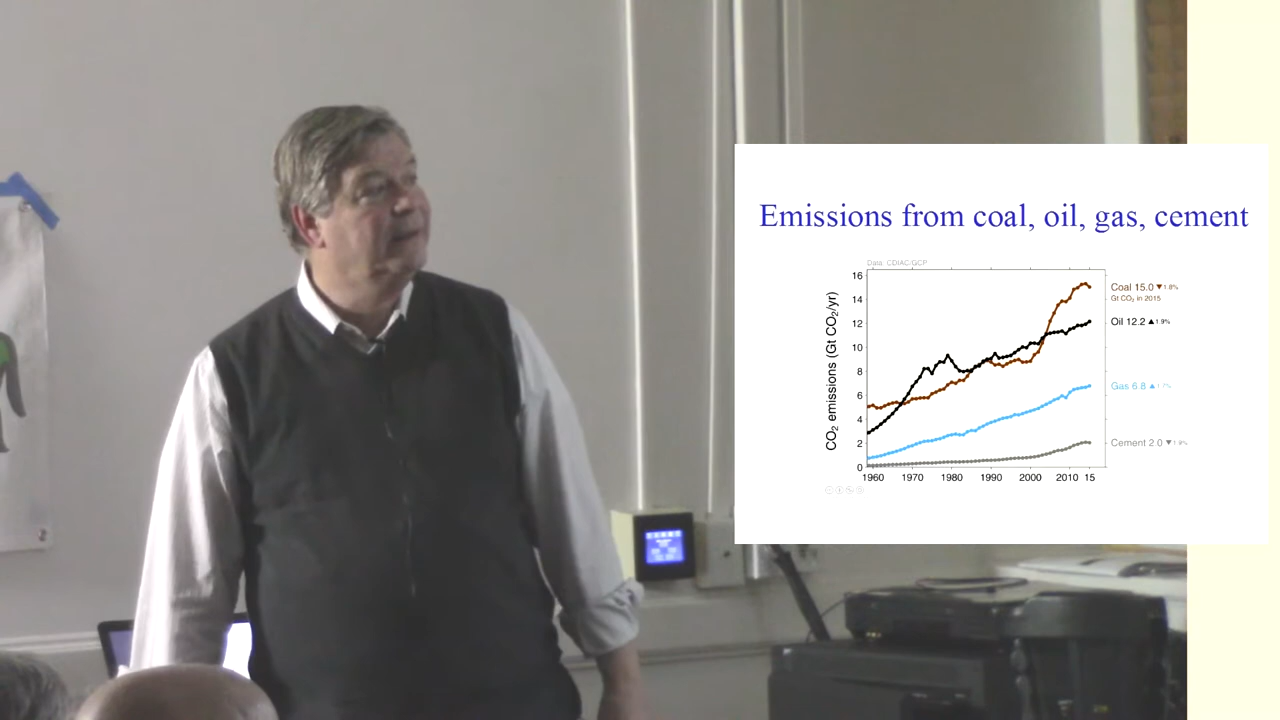 Emissions from coal, oil, gas, cement
Data: CDIAC/GCP
CO₂ emissions (Gt CO₂/yr)
16
14
12
10
8
6
4
2
0
1960 1970 1980 1990 2000 2010 15
Coal 15.0 ▼1.8%
Gt CO₂ in 2015
Oil 12.2 ▲1.9%
Gas 6.8 ▲1.7%
Cement 2.0 ▼1.9%